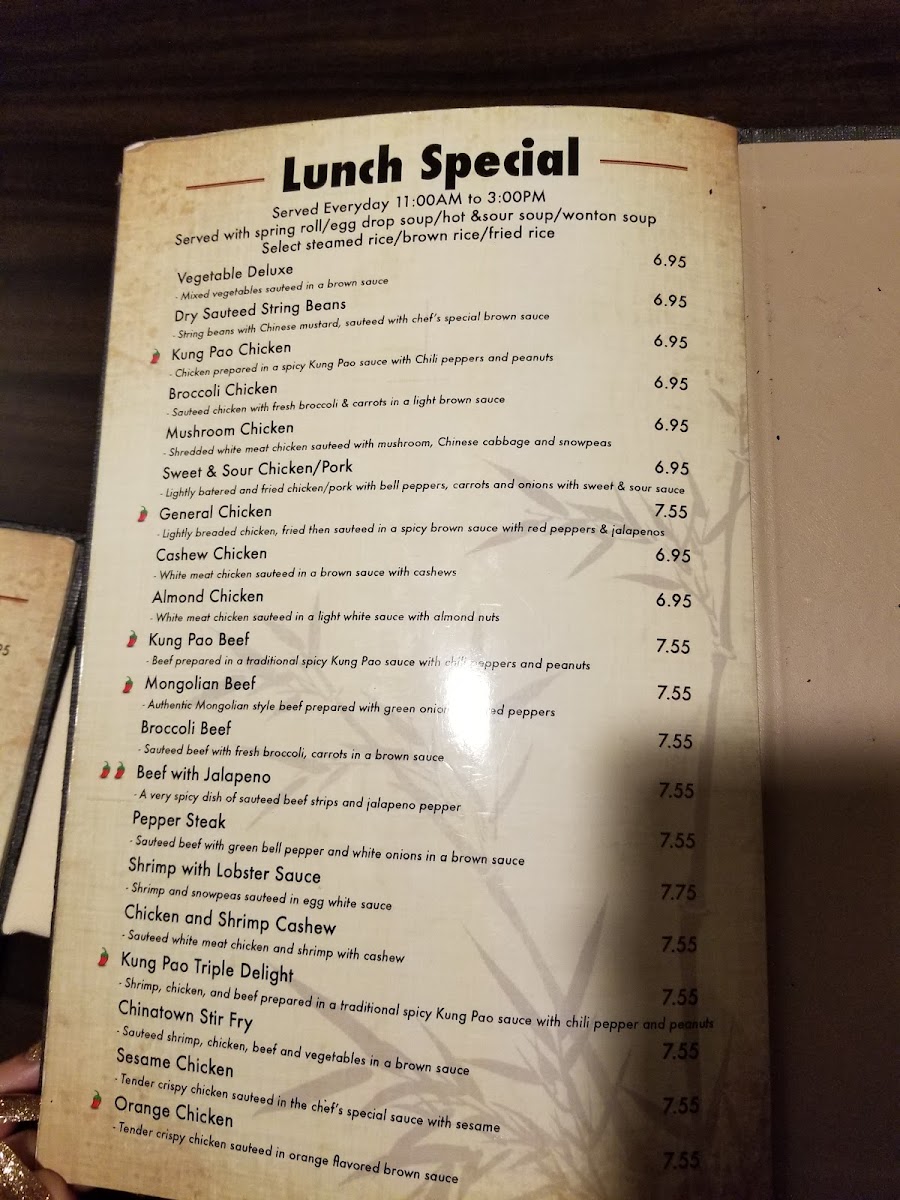 Lunch Special
Served Everyday 11:00AM to 3:00PM
Served with spring roll/egg drop soup/hot &sour soup/wonton soup
Select steamed rice/brown rice/fried rice
Vegetable Deluxe 6.95
- Mixed vegetables sauteed in a brown sauce
Dry Sauteed String Beans 6.95
- String beans with Chinese mustard, sauteed with chef's special brown sauce
Kung Pao Chicken 6.95
- Chicken prepared in a spicy Kung Pao sauce with Chili peppers and peanuts
Broccoli Chicken 6.95
- Sauteed chicken with fresh broccoli & carrots in a light brown sauce
Mushroom Chicken 6.95
- Shredded white meat chicken sauteed with mushroom, Chinese cabbage and snowpeas
Sweet & Sour Chicken/Pork 6.95
- Lightly batered and fried chicken/pork with bell peppers, carrots and onions with sweet & sour sauce
General Chicken 7.55
- Lightly breaded chicken, fried then sauteed in a spicy brown sauce with red peppers & jalapenos
Cashew Chicken 6.95
- White meat chicken sauteed in a brown sauce with cashews
Almond Chicken 6.95
- White meat chicken sauteed in a light white sauce with almond nuts
Kung Pao Beef 7.55
- Beef prepared in a traditional spicy Kung Pao sauce with chili peppers and peanuts
Mongolian Beef 7.55
- Authentic Mongolian style beef prepared with green peppers
Broccoli Beef 7.55
- Sauteed beef with fresh broccoli, carrots in a brown sauce
Beef with Jalapeno 7.55
- A very spicy dish of sauteed beef strips and jalapeno pepper
Pepper Steak 7.55
- Sauteed beef with green bell pepper and white onions in a brown sauce
Shrimp with Lobster Sauce 7.75
- Shrimp and snowpeas sauteed in egg white sauce
Chicken and Shrimp Cashew 7.55
- Sauteed white meat chicken and shrimp with cashew
Kung Pao Triple Delight 7.55
- Shrimp, chicken, and beef prepared in a traditional spicy Kung Pao sauce with chili pepper and peanuts
Chinatown Stir Fry 7.55
- Sauteed shrimp, chicken, beef and vegetables in a brown sauce
Sesame Chicken 7.55
- Tender crispy chicken sauteed in the chef's special sauce with sesame
Orange Chicken 7.55
- Tender crispy chicken sauteed in orange flavored brown sauce